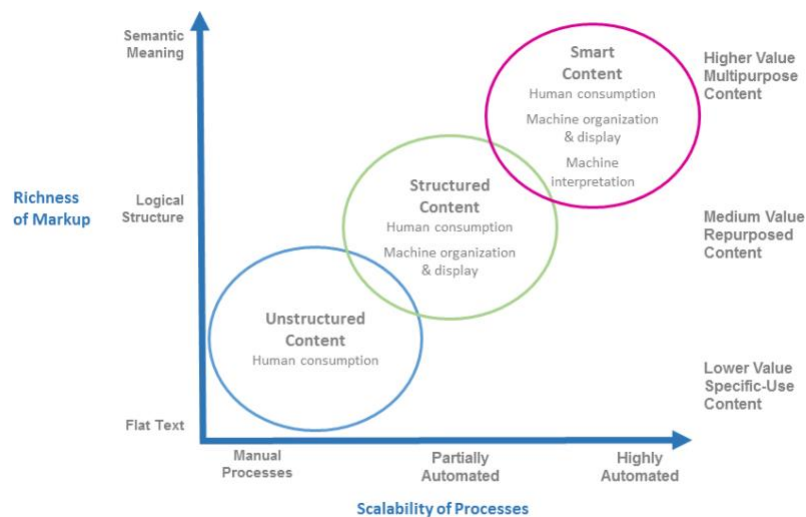 Semantic
Meaning
Smart
Content
Human consumption
Machine organization
& display
Machine
interpretation
Higher Value
Multipurpose
Content
Richness
of Markup
Logical
Structure
Structured
Content
Human consumption
Machine organization
& display
Medium Value
Repurposed
Content
Unstructured
Content
Human consumption
Lower Value
Specific-Use
Content
Flat Text
Manual
Processes
Partially
Automated
Highly
Automated
Scalability of Processes